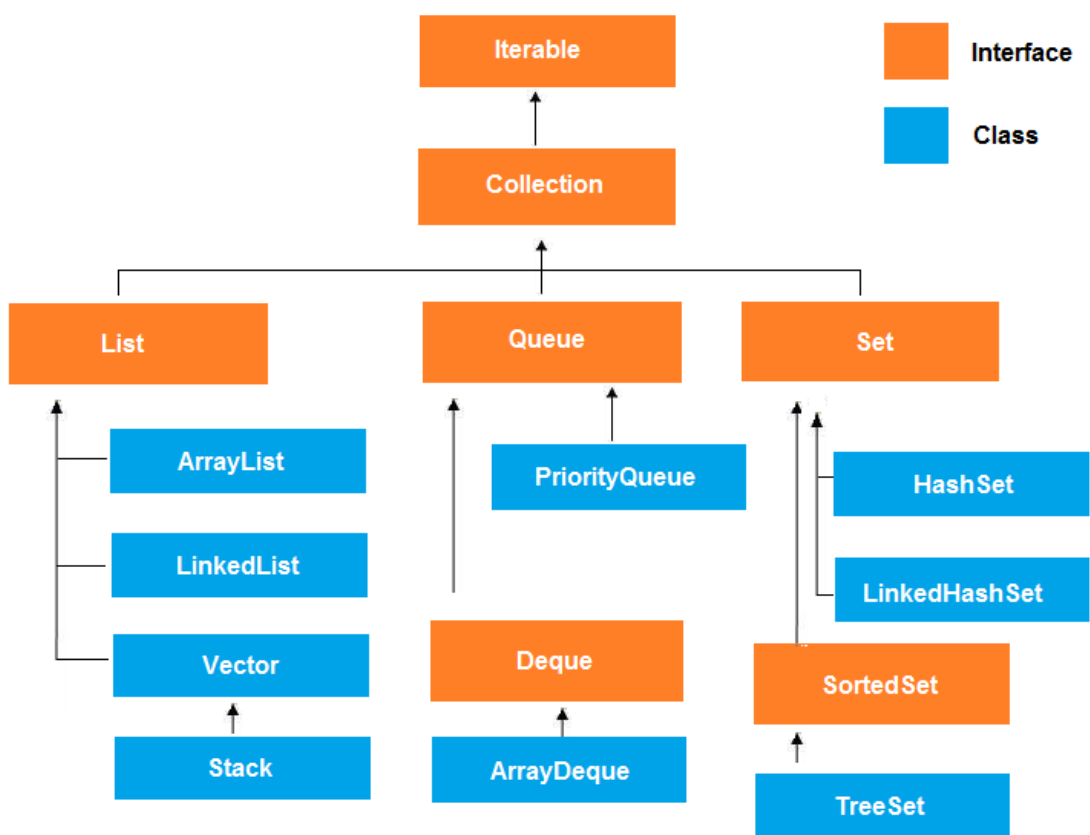 Iterable
Interface
Class
Collection
List
Queue
Set
ArrayList
PriorityQueue
HashSet
LinkedList
LinkedHashSet
Vector
Deque
SortedSet
Stack
ArrayDeque
TreeSet